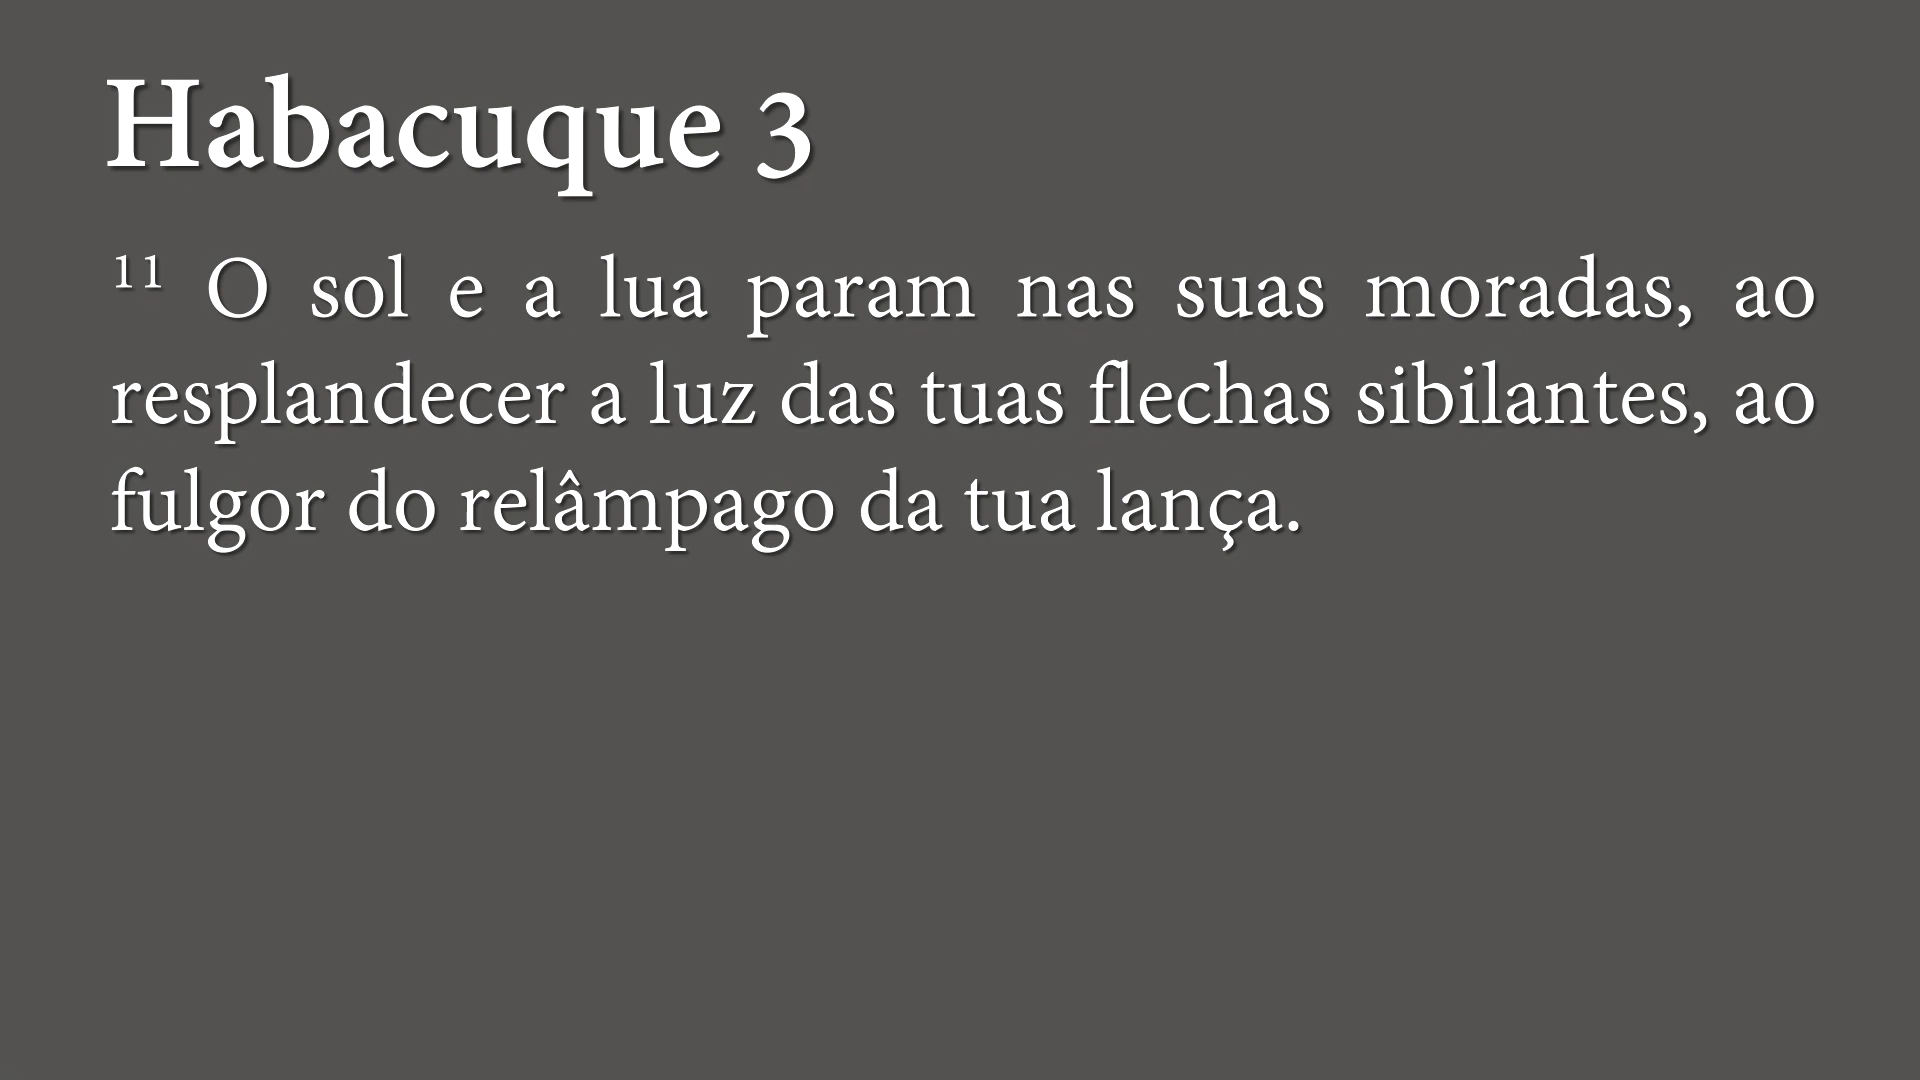 Habacuque 3
¹¹ O sol e a lua param nas suas moradas, ao
resplandecer a luz das tuas flechas sibilantes, ao
fulgor do relâmpago da tua lança.